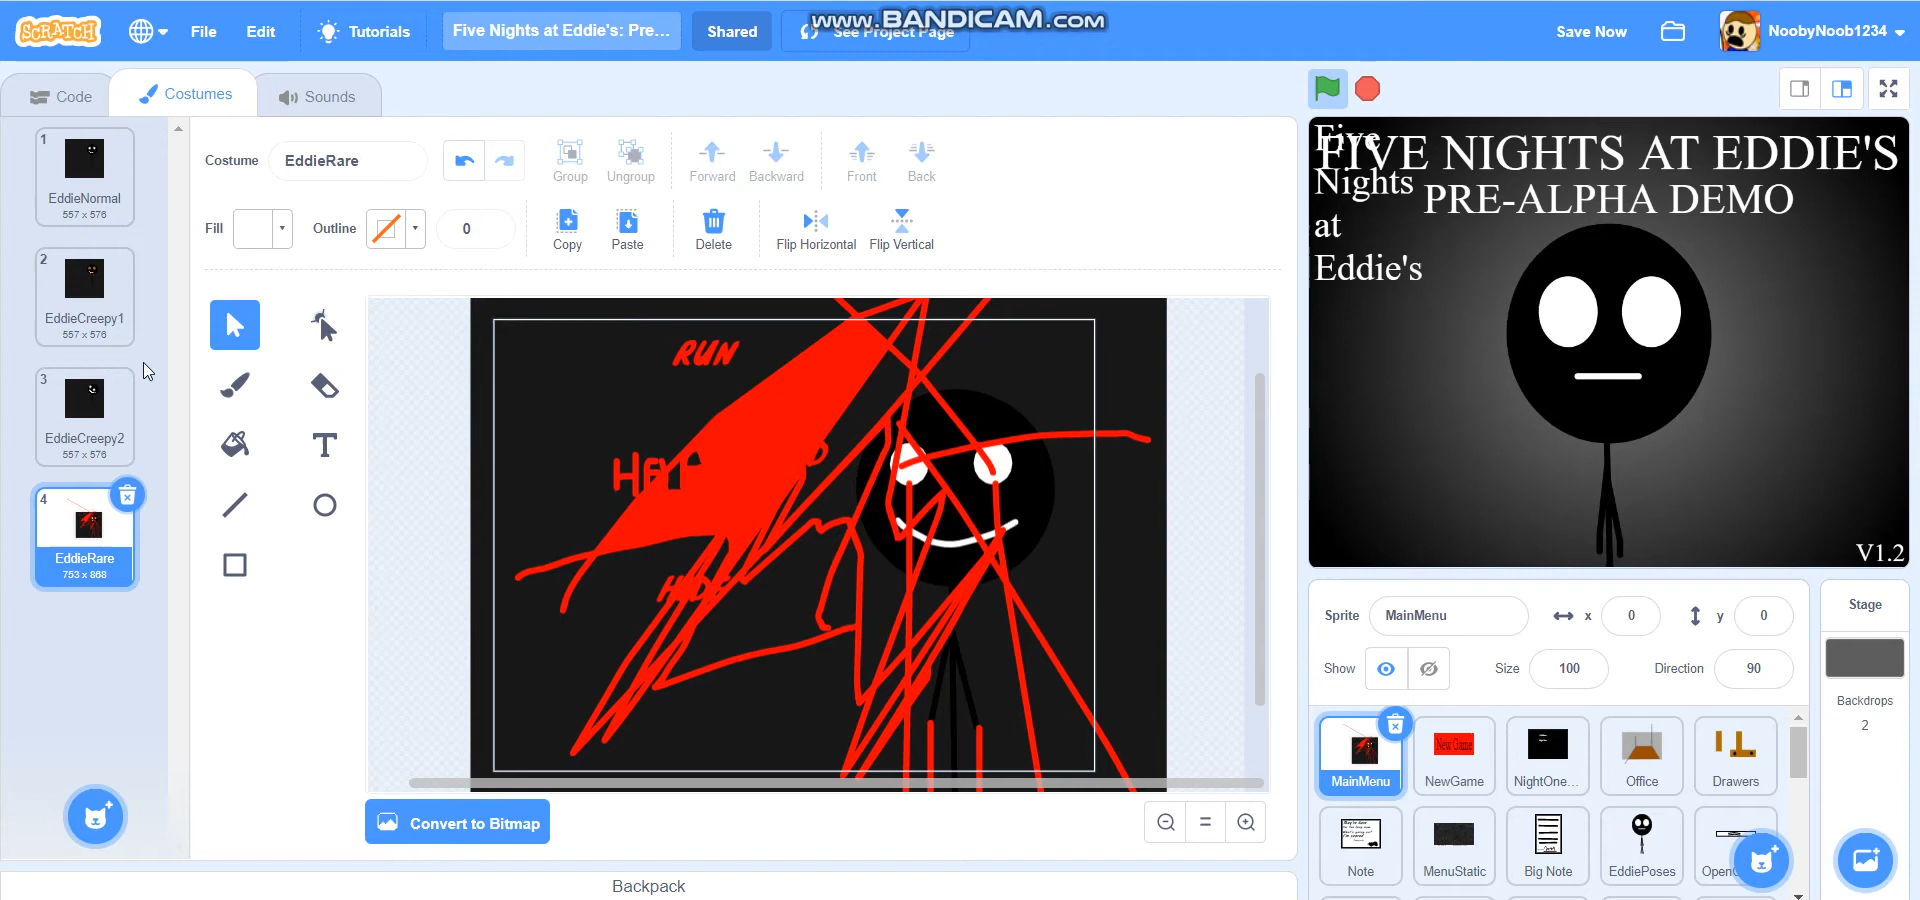 SCRATCH
File
Edit
Tutorials
Five Nights at Eddie's: Pre...
Shared
See Project Page
www.BANDICAM.com
Save Now
NoobyNoob1234
Code
Costumes
Sounds
1
EddieNormal
557 x 576
2
EddieCreepy1
557 x 576
3
EddieCreepy2
557 x 576
4
EddieRare
753 x 868
Costume
EddieRare
Group
Ungroup
Forward
Backward
Front
Back
Fill
Outline
0
Copy
Paste
Delete
Flip Horizontal
Flip Vertical
RUN
Convert to Bitmap
Backpack
Five
Nights
at
Eddie's
FIVE NIGHTS AT EDDIE'S
PRE-ALPHA DEMO
V1.2
Sprite
MainMenu
x
0
y
0
Show
Size
100
Direction
90
Stage
Backdrops
2
MainMenu
New Game
NewGame
NightOne...
Office
Drawers
Note
MenuStatic
Big Note
EddiePoses